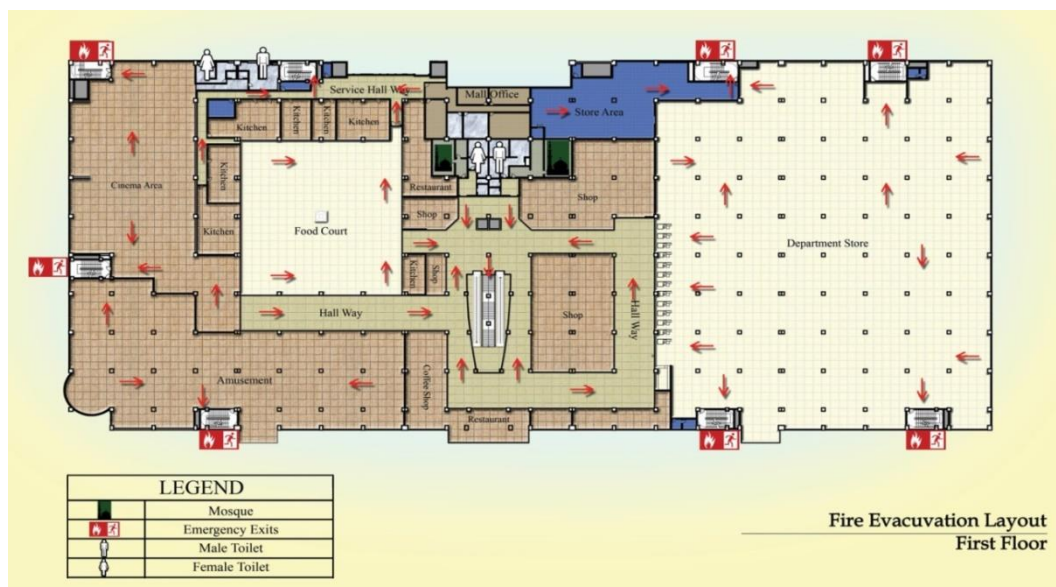 Service Hall Way
Mall Office
Store Area
Kitchen
Kitchen
Kitchen
Kitchen
Kitchen
Cinema Area
Restaurant
Shop
Shop
Kitchen
Food Court
Department Store
Kitchen
Shop
Hall Way
Shop
Hall Way
Amusement
Coffee Shop
Restaurant
LEGEND
Mosque
Emergency Exits
Male Toilet
Female Toilet
Fire Evacuvation Layout
First Floor